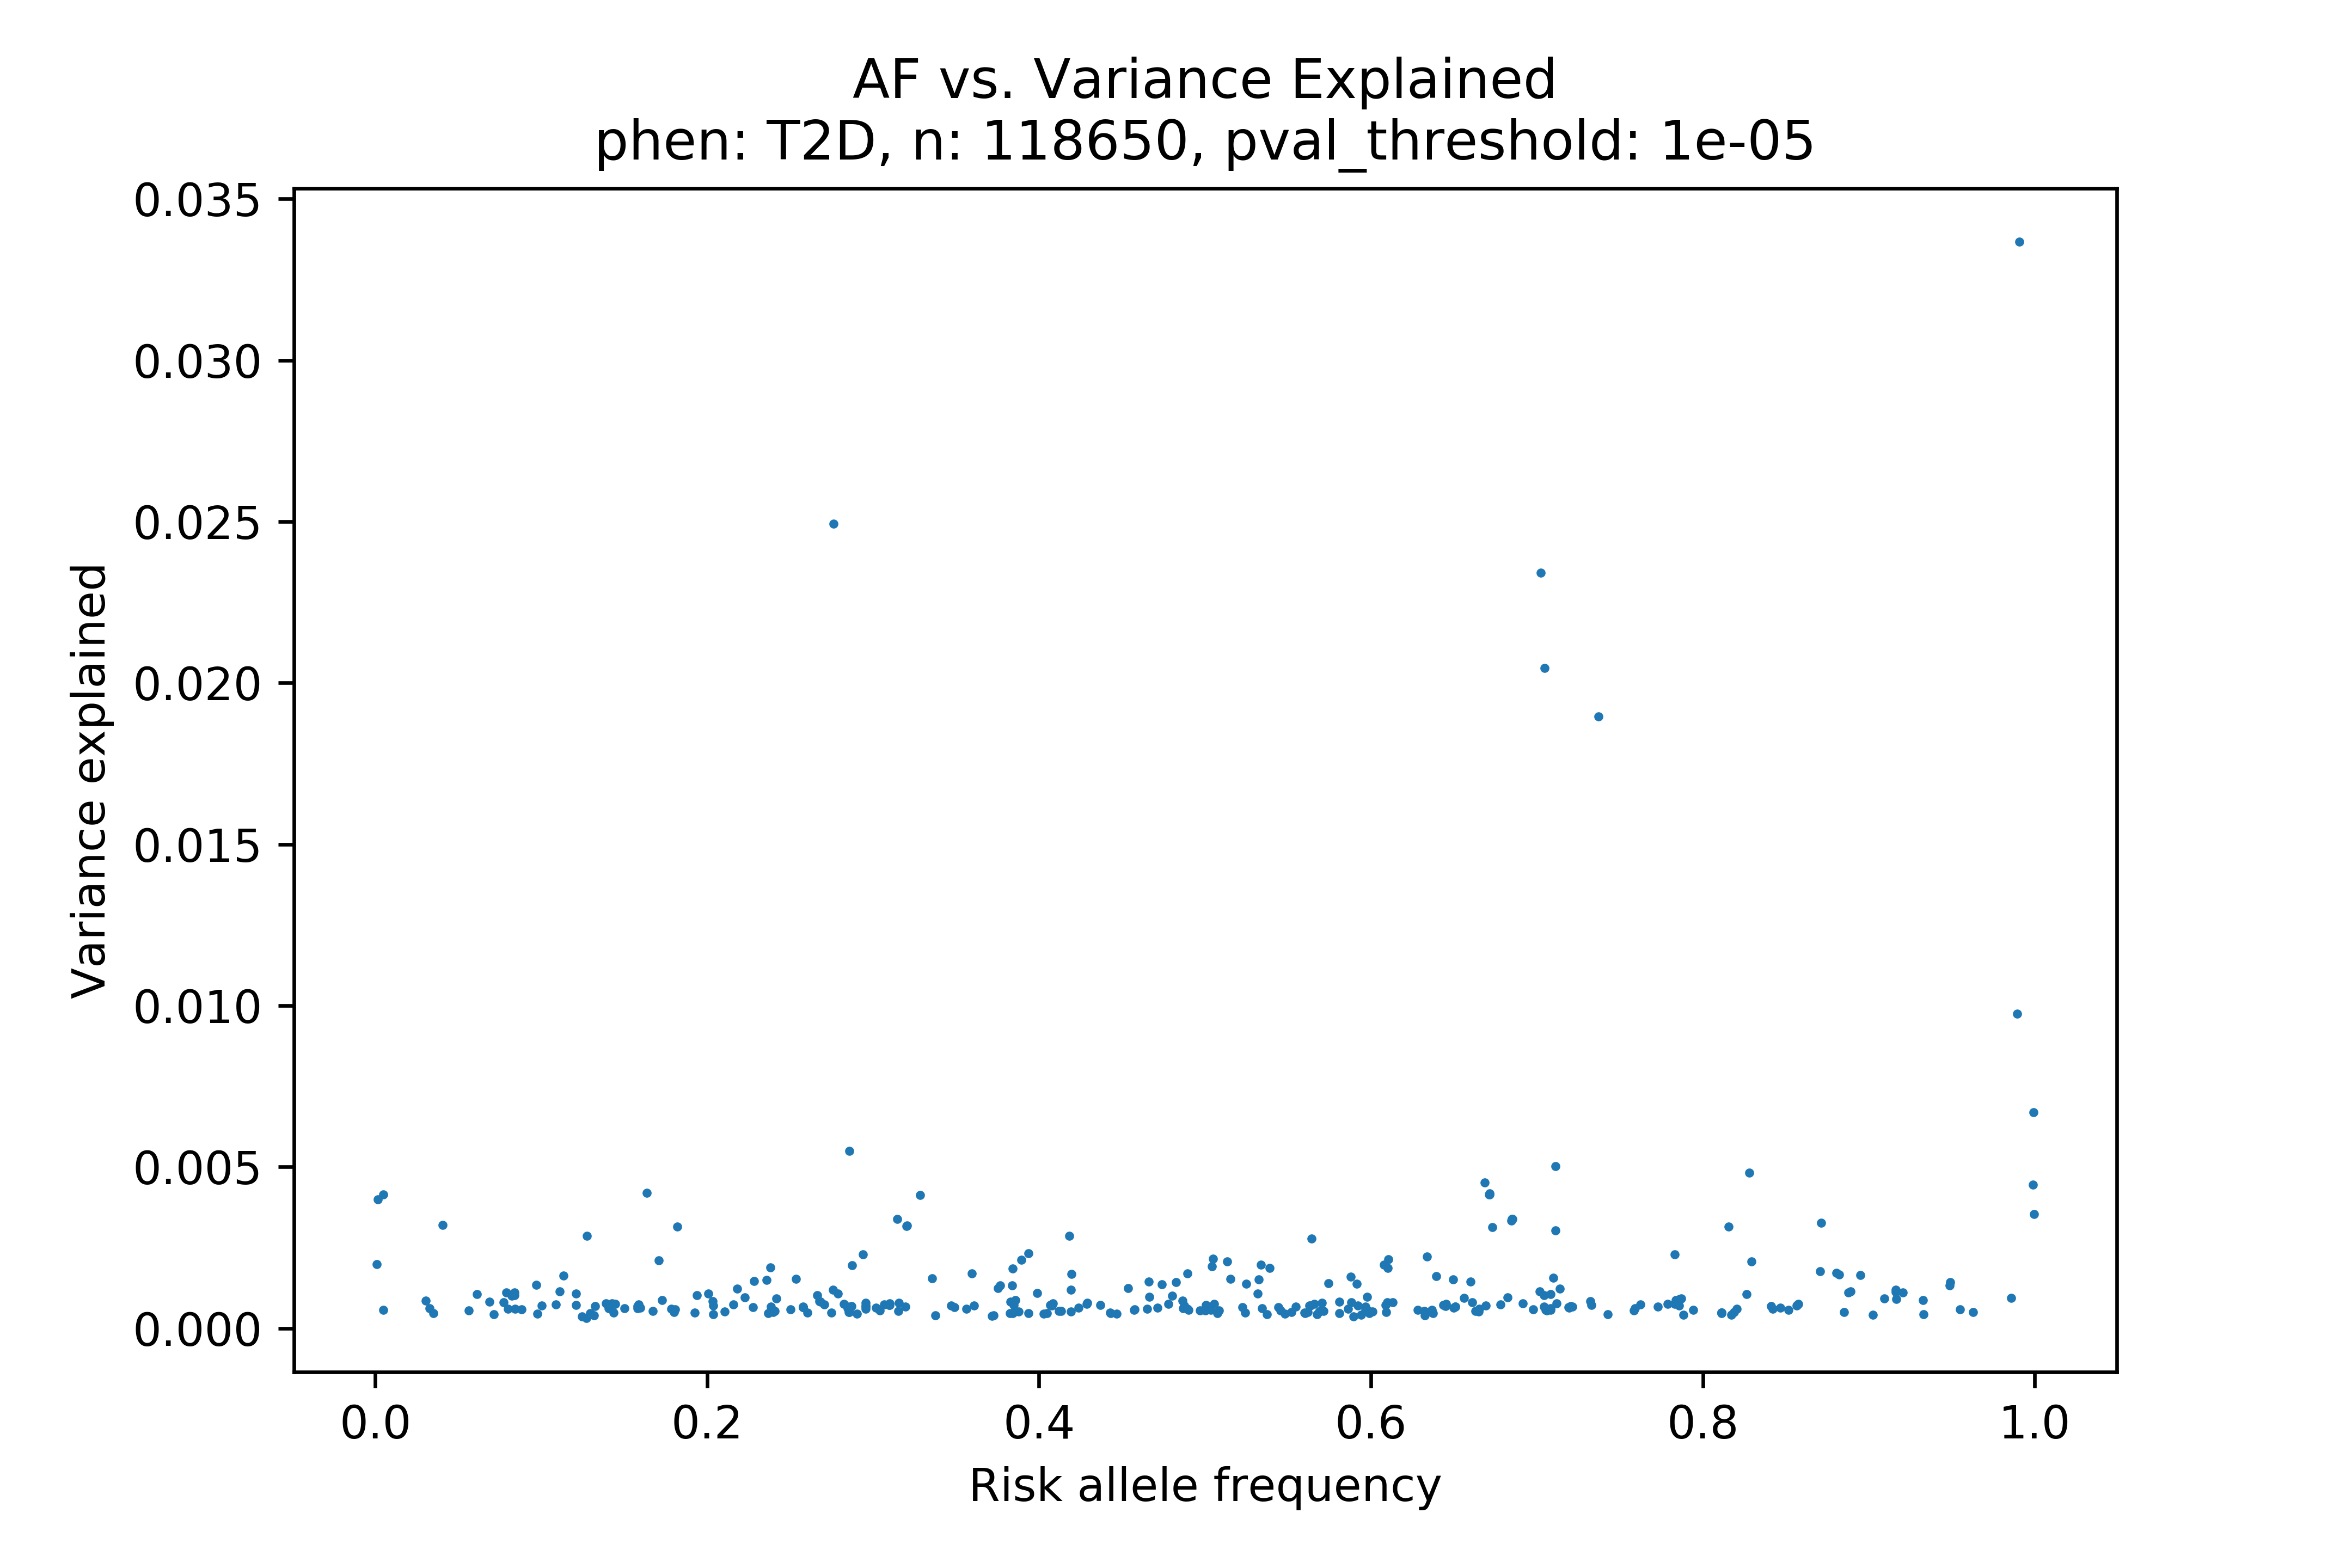 AF vs. Variance Explained
phen: T2D, n: 118650, pval_threshold: 1e-05
0.035
0.030
0.025
0.020
0.015
0.010
0.005
0.000
Variance explained
0.0 0.2 0.4 0.6 0.8 1.0
Risk allele frequency